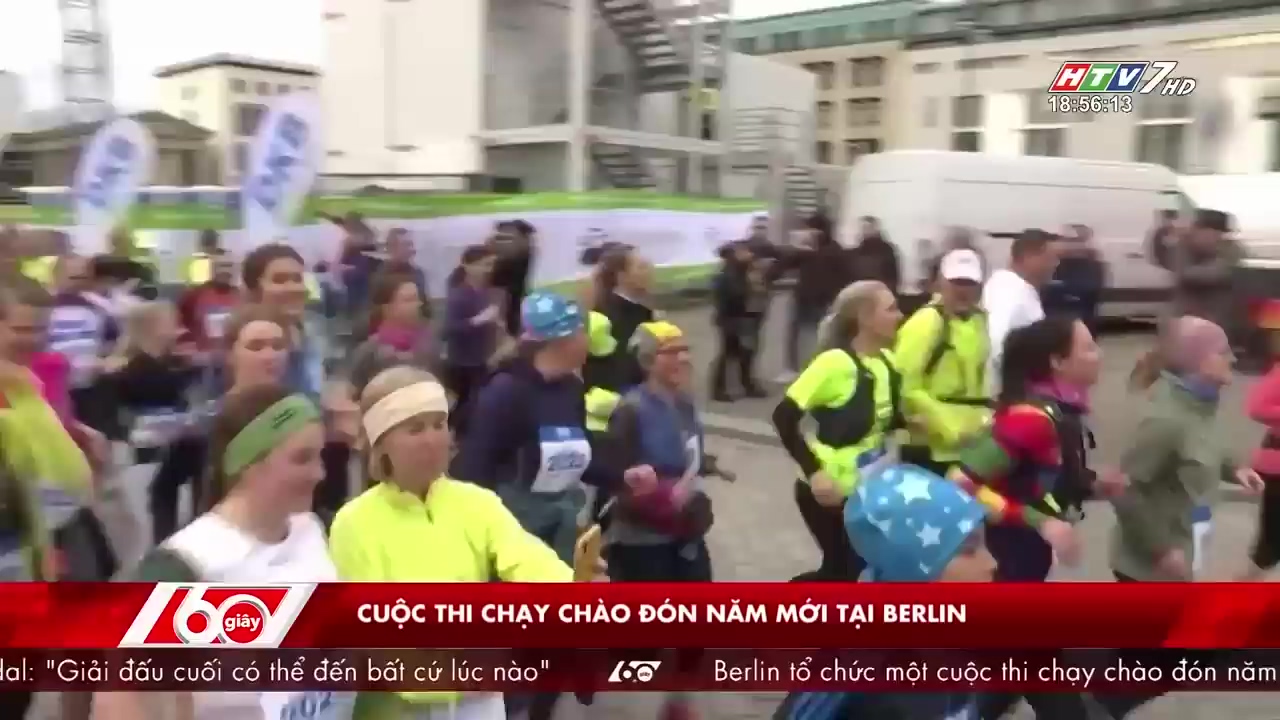 HTV7 HD
18:56:13
60 giây
CUỘC THI CHẠY CHÀO ĐÓN NĂM MỚI TẠI BERLIN
dal: "Giải đấu cuối có thể đến bất cứ lúc nào" 60 giây Berlin tổ chức một cuộc thi chạy chào đón năm